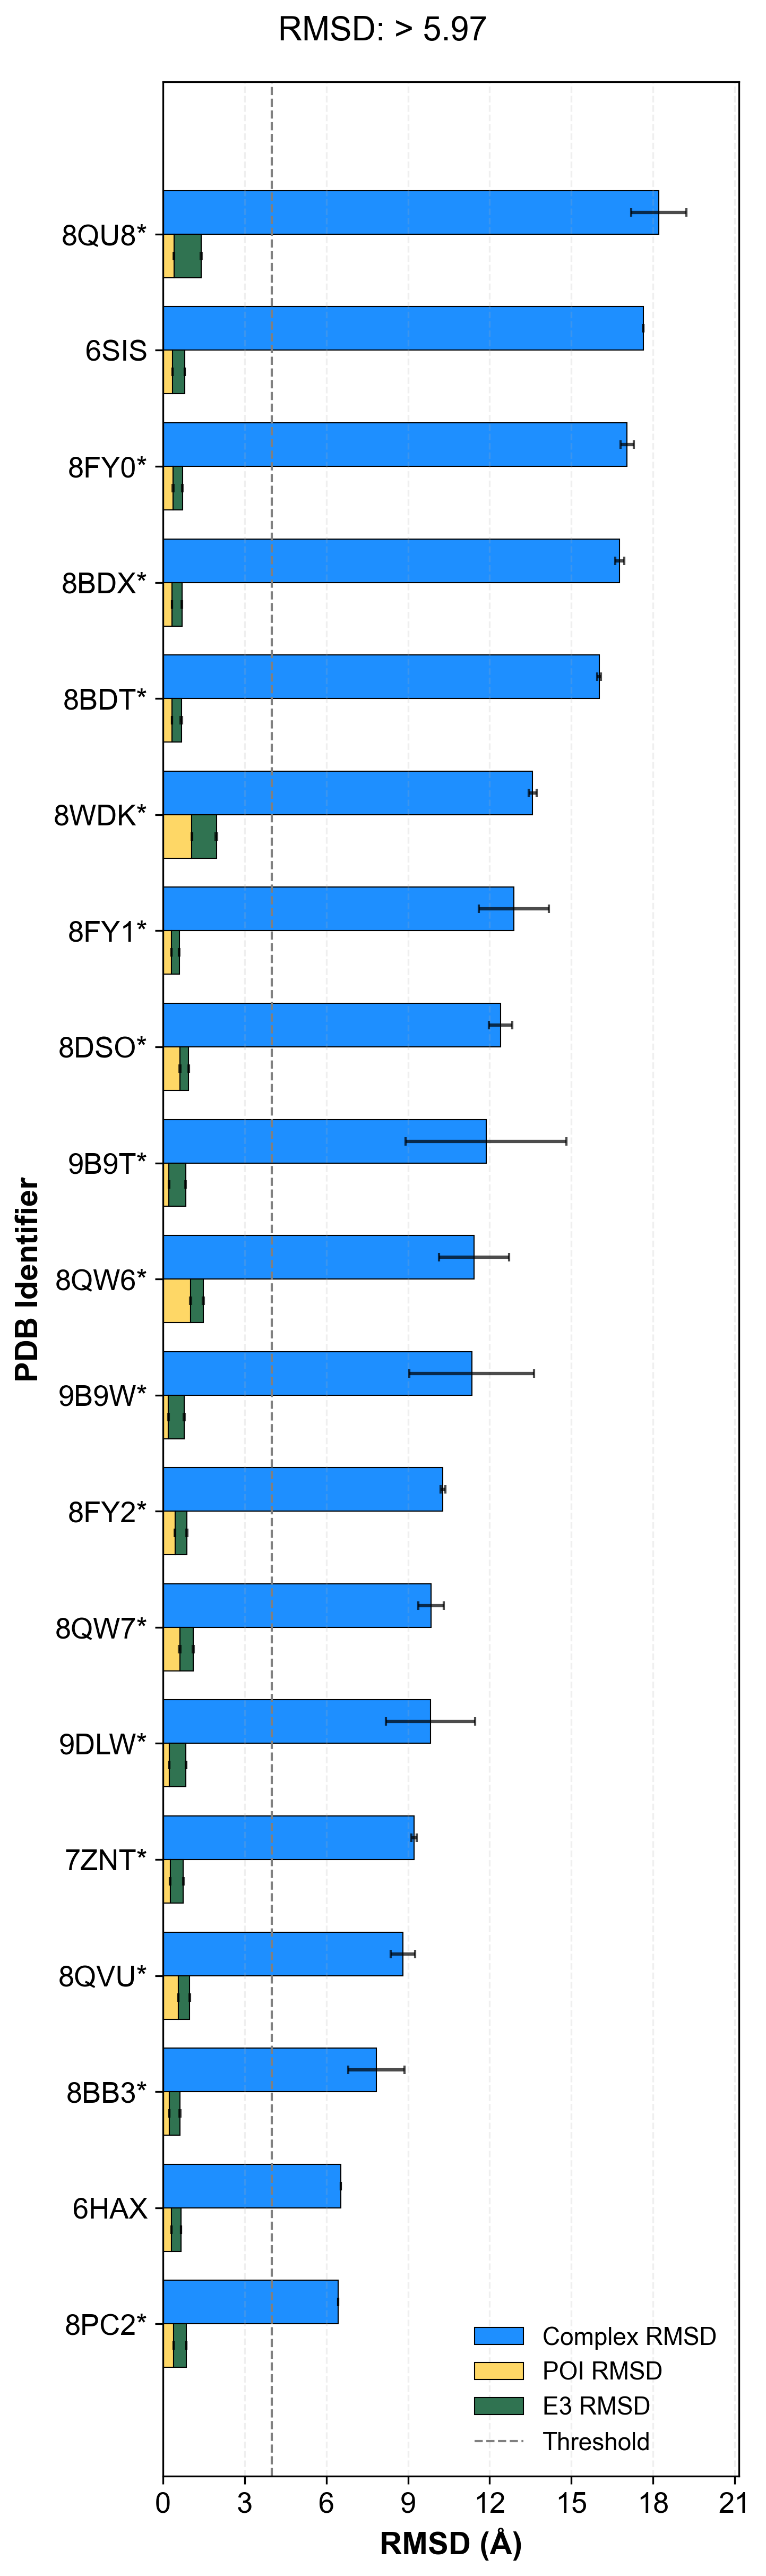 RMSD: > 5.97
8QU8*
6SIS
8FY0*
8BDX*
8BDT*
8WDK*
8FY1*
8DSO*
9B9T*
8QW6*
9B9W*
8FY2*
8QW7*
9DLW*
7ZNT*
8QVU*
8BB3*
6HAX
8PC2*
PDB Identifier
Complex RMSD
POI RMSD
E3 RMSD
Threshold
0 3 6 9 12 15 18 21
RMSD (Å)